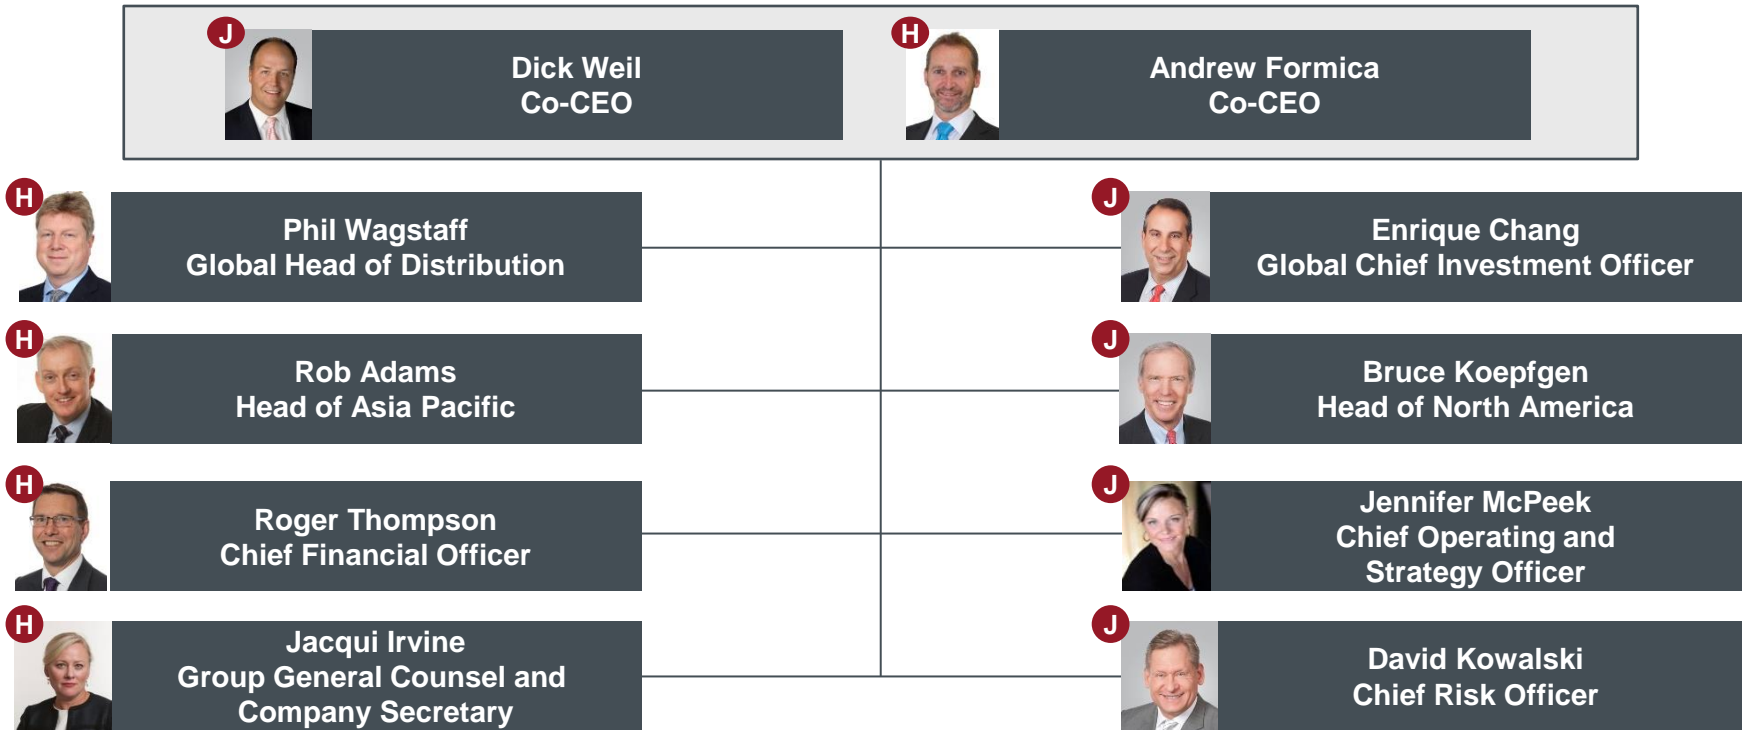 J
Dick Weil
Co-CEO
H
Andrew Formica
Co-CEO
H
Phil Wagstaff
Global Head of Distribution
J
Enrique Chang
Global Chief Investment Officer
H
Rob Adams
Head of Asia Pacific
J
Bruce Koepfgen
Head of North America
H
Roger Thompson
Chief Financial Officer
J
Jennifer McPeek
Chief Operating and
Strategy Officer
H
Jacqui Irvine
Group General Counsel and
Company Secretary
J
David Kowalski
Chief Risk Officer